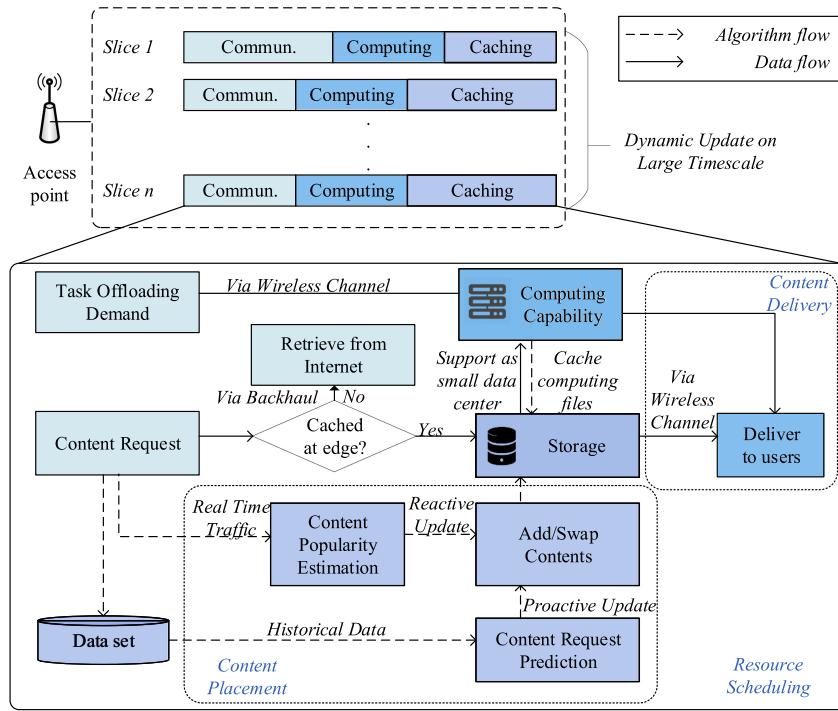 Slice 1
Commun.
Computing
Caching
Algorithm flow
Data flow
Slice 2
Commun.
Computing
Caching
Access
point
Dynamic Update on
Large Timescale
Slice n
Commun.
Computing
Caching
Task Offloading
Demand
Via Wireless Channel
Computing
Capability
Content
Delivery
Retrieve from
Internet
Support as
small data
center
Cache
computing
files
Via Backhaul
No
Via
Wireless
Channel
Content Request
Cached
at edge?
Yes
Storage
Deliver
to users
Real Time
Traffic
Content
Popularity
Estimation
Reactive
Update
Add/Swap
Contents
Proactive Update
Data set
Historical Data
Content Request
Prediction
Content
Placement
Resource
Scheduling